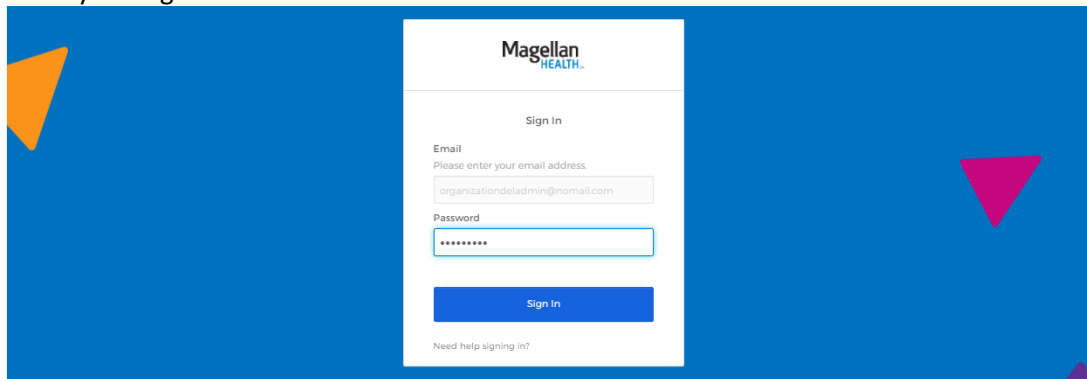 Magellan
HEALTH
Sign In
Email
Please enter your email address.
organizationdeladmin@nomail.com
Password
•••••••••
Sign In
Need help signing in?